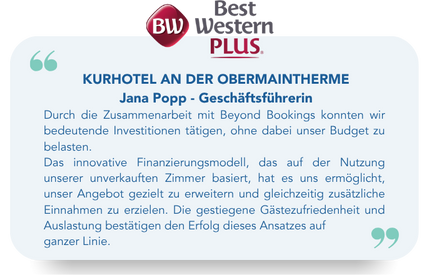 Best
BW Western
PLUS®
KURHOTEL AN DER OBERMAINTHERME
Jana Popp - Geschäftsführerin
Durch die Zusammenarbeit mit Beyond Bookings konnten wir
bedeutende Investitionen tätigen, ohne dabei unser Budget zu
belasten.
Das innovative Finanzierungsmodell, das auf der Nutzung
unserer unverkauften Zimmer basiert, hat es uns ermöglicht,
unser Angebot gezielt zu erweitern und gleichzeitig zusätzliche
Einnahmen zu erzielen. Die gestiegene Gästezufriedenheit und
Auslastung bestätigen den Erfolg dieses Ansatzes auf
ganzer Linie.